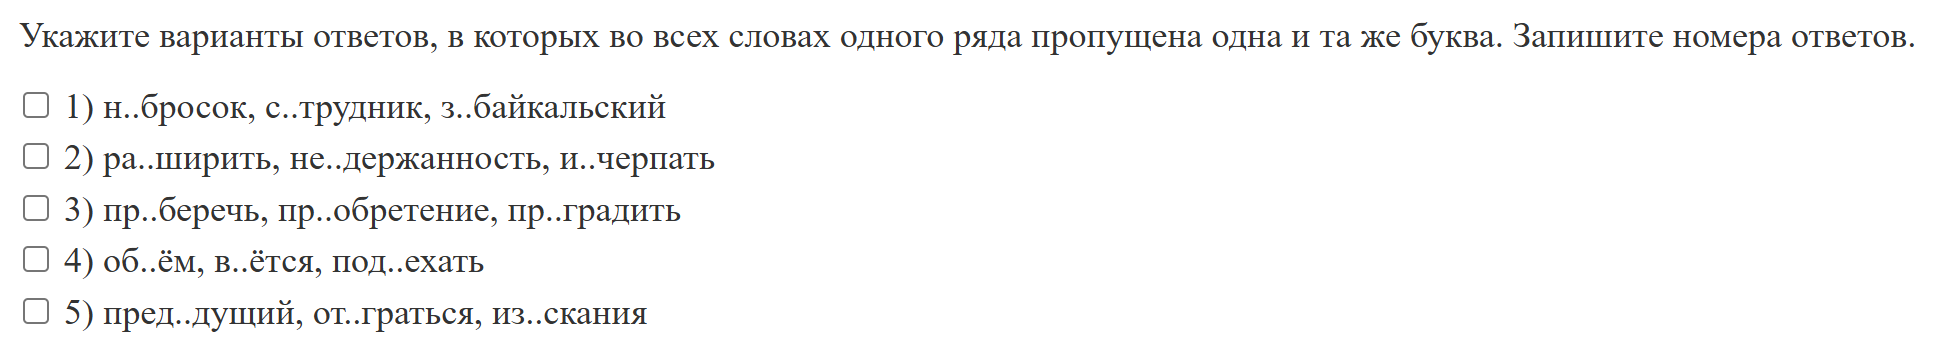 Укажите варианты ответов, в которых во всех словах одного ряда пропущена одна и та же буква. Запишите номера ответов.
1) н..бросок, с..трудник, з..байкальский
2) ра..ширить, не..держанность, и..черпать
3) пр..беречь, пр..обретение, пр..градить
4) об..ём, в..ётся, под..ехать
5) пред..дущий, от..граться, из..скания